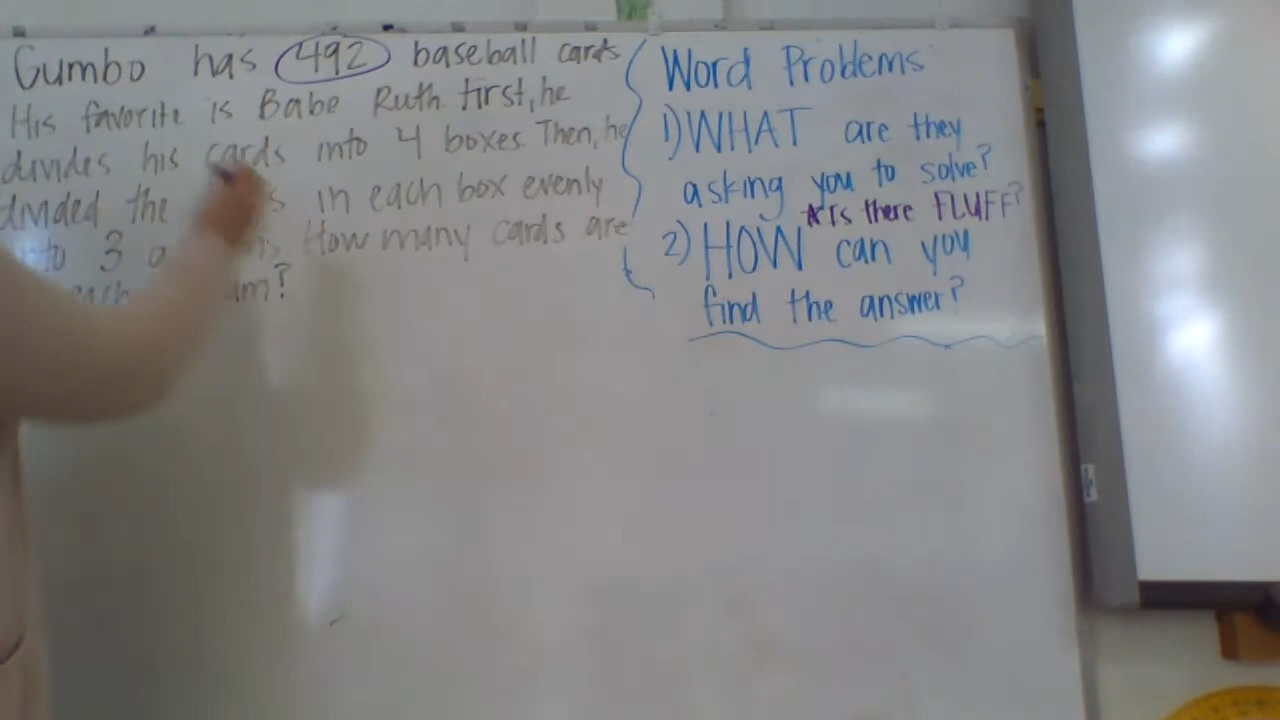 Gumbo has 492 baseball cards
His favorite is Babe Ruth first, he
divides his cards into 4 boxes. Then, he
divided the in each box evenly
3 How many cards are
Word Problems
1) WHAT are they
asking you to solve?
*Is there FLUFF?
2) HOW can you
find the answer?